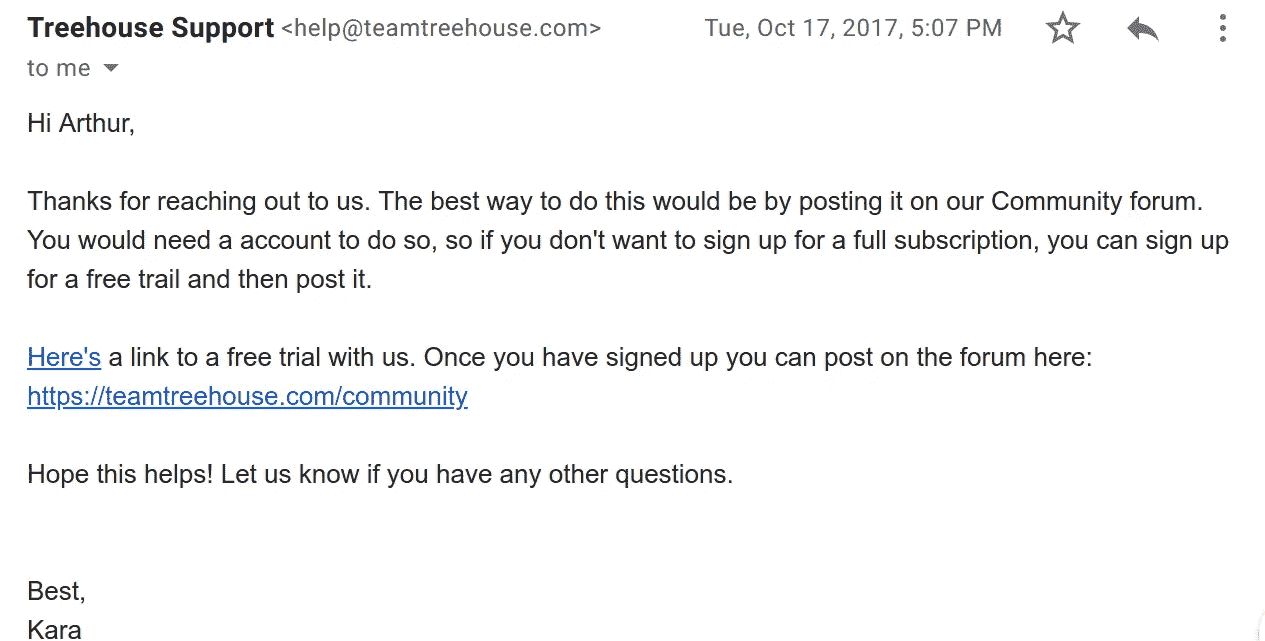 Treehouse Support <help@teamtreehouse.com> Tue, Oct 17, 2017, 5:07 PM
to me
Hi Arthur,
Thanks for reaching out to us. The best way to do this would be by posting it on our Community forum.
You would need a account to do so, so if you don't want to sign up for a full subscription, you can sign up
for a free trail and then post it.
Here's a link to a free trial with us. Once you have signed up you can post on the forum here:
https://teamtreehouse.com/community
Hope this helps! Let us know if you have any other questions.
Best,
Kara